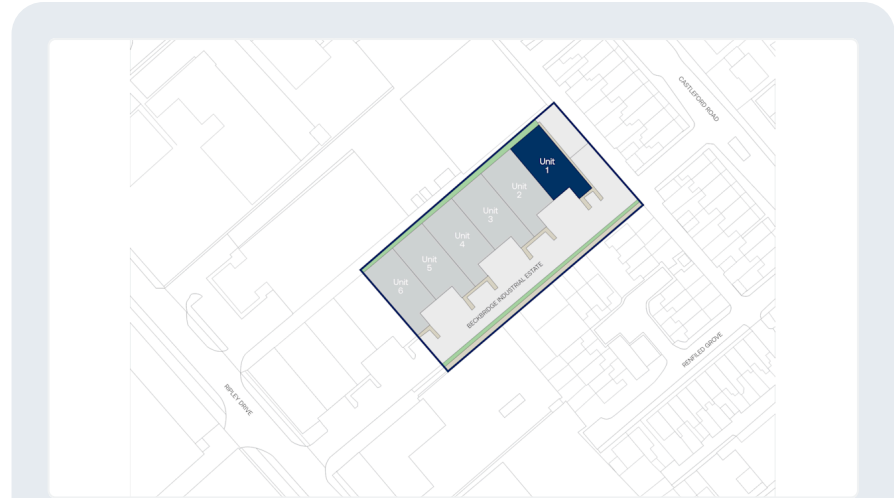 CASTLEFORD ROAD
Unit
1
Unit
2
Unit
3
Unit
4
Unit
5
Unit
6
BECKBRIDGE INDUSTRIAL ESTATE
RENFILED GROVE
RIPLEY DRIVE